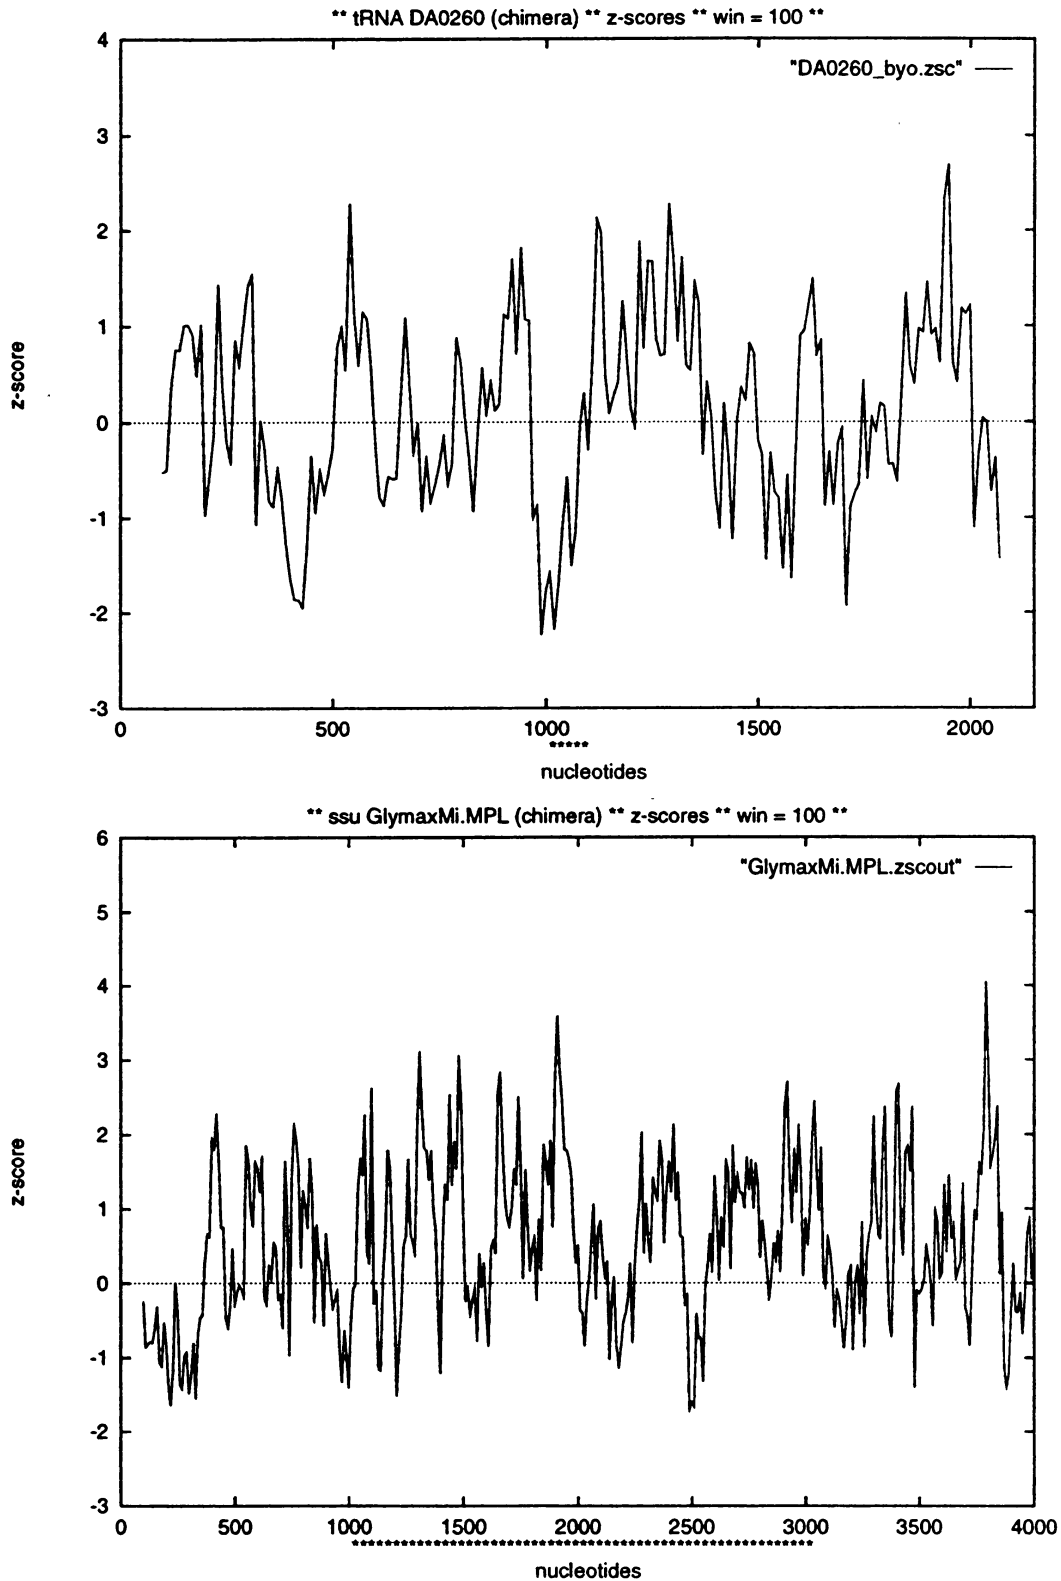 ** tRNA DA0260 (chimera) ** z-scores ** win = 100 **
4
"DA0260_byo.zsc"
3
2
1
z-score
0
-1
-2
-3
0 500 1000 1500 2000
*****
nucleotides
** ssu GlymaxMi.MPL (chimera) ** z-scores ** win = 100 **
6
"GlymaxMi.MPL.zscout"
5
4
3
2
z-score
1
0
-1
-2
-3
0 500 1000 1500 2000 2500 3000 3500 4000
nucleotides